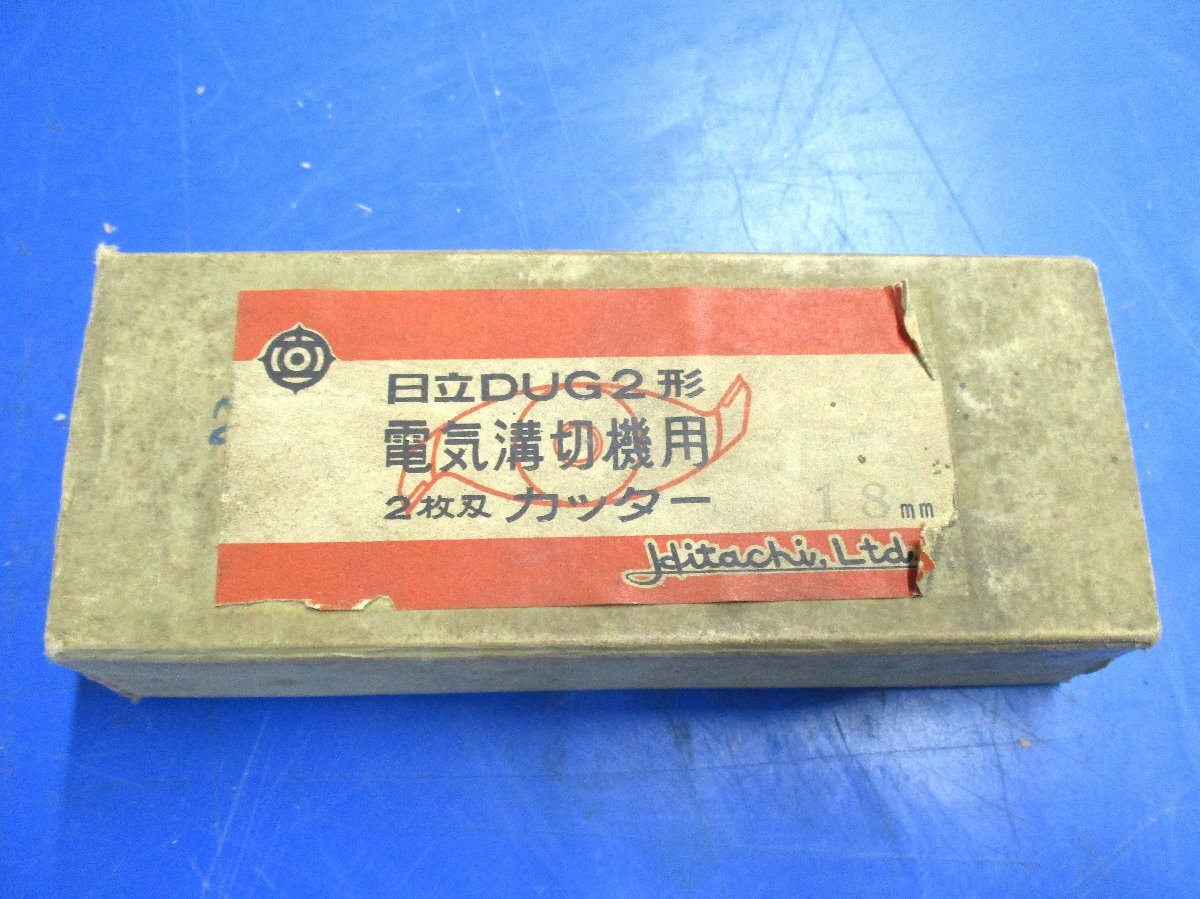 日立DUG2形
電気溝切機用
2枚刃 カッター 18mm
Hitachi, Ltd.